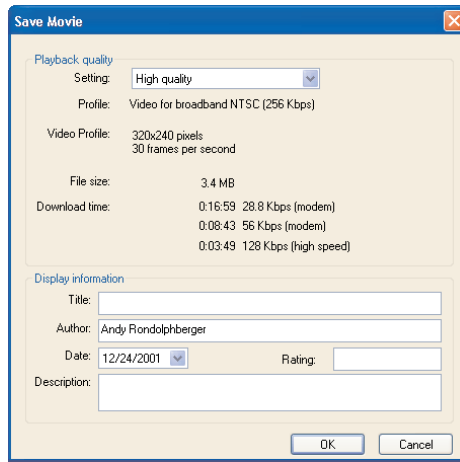 Save Movie
Playback quality
Setting: High quality
Profile: Video for broadband NTSC (256 Kbps)
Video Profile: 320x240 pixels
30 frames per second
File size: 3.4 MB
Download time: 0:16:59 28.8 Kbps (modem)
0:08:43 56 Kbps (modem)
0:03:49 128 Kbps (high speed)
Display information
Title:
Author: Andy Rondolphberger
Date: 12/24/2001 Rating:
Description:
OK Cancel